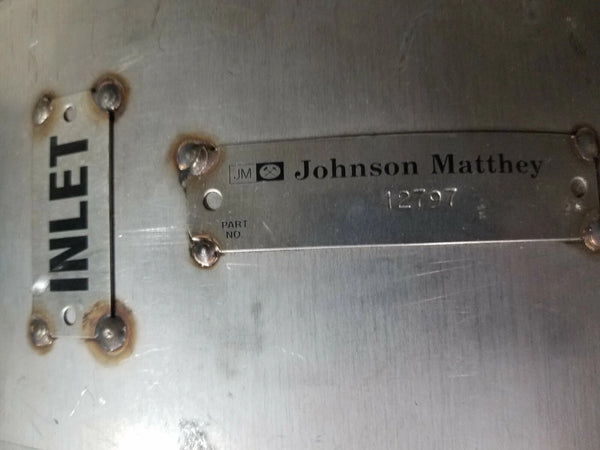 INLET
JM Johnson Matthey
12797
PART
NO.